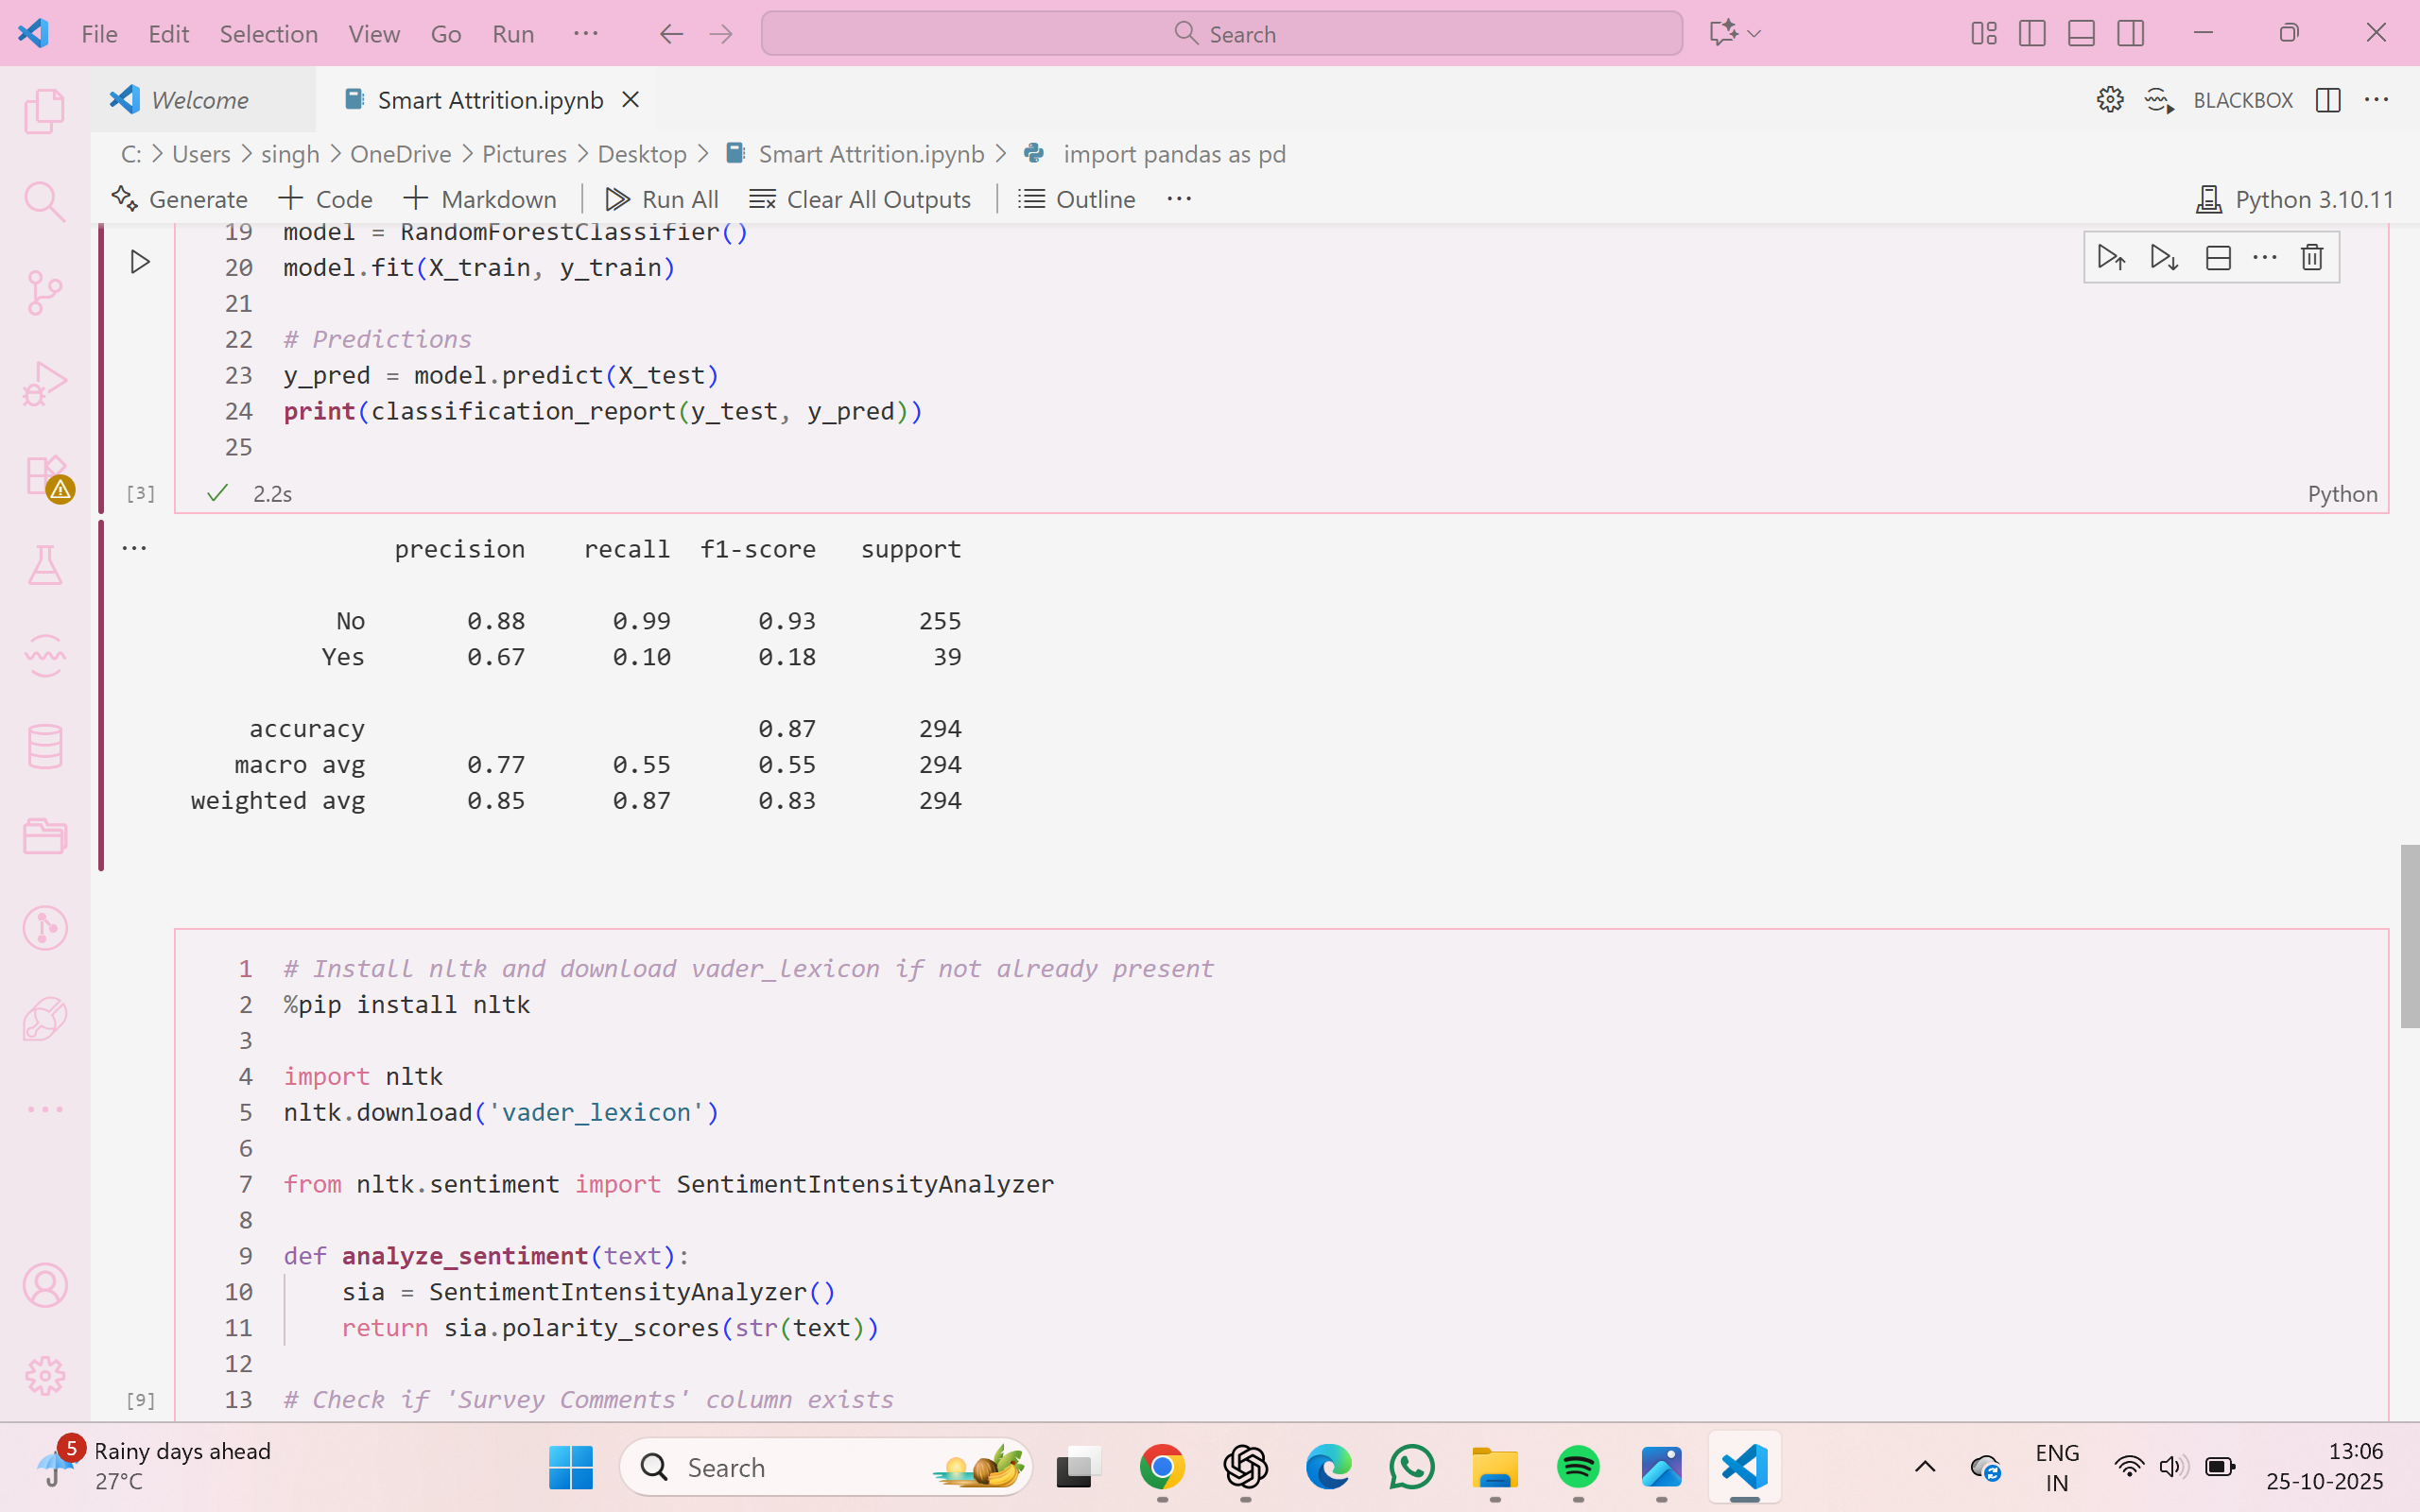 File Edit Selection View Go Run ··· Search
Welcome Smart Attrition.ipynb BLACKBOX ···
C: > Users > singh > OneDrive > Pictures > Desktop > Smart Attrition.ipynb > import pandas as pd
Generate + Code + Markdown Run All Clear All Outputs Outline ··· Python 3.10.11
19 model = RandomForestClassifier()
20 model.fit(X_train, y_train)
21
22 # Predictions
23 y_pred = model.predict(X_test)
24 print(classification_report(y_test, y_pred))
25
[3] 2.2s Python
··· precision recall f1-score support
No 0.88 0.99 0.93 255
Yes 0.67 0.10 0.18 39
accuracy 0.87 294
macro avg 0.77 0.55 0.55 294
weighted avg 0.85 0.87 0.83 294
1 # Install nltk and download vader_lexicon if not already present
2 %pip install nltk
3
4 import nltk
5 nltk.download('vader_lexicon')
6
7 from nltk.sentiment import SentimentIntensityAnalyzer
8
9 def analyze_sentiment(text):
10 sia = SentimentIntensityAnalyzer()
11 return sia.polarity_scores(str(text))
12
[9] 13 # Check if 'Survey Comments' column exists
5 Rainy days ahead
27°C
Search
ENG
IN
13:06
25-10-2025